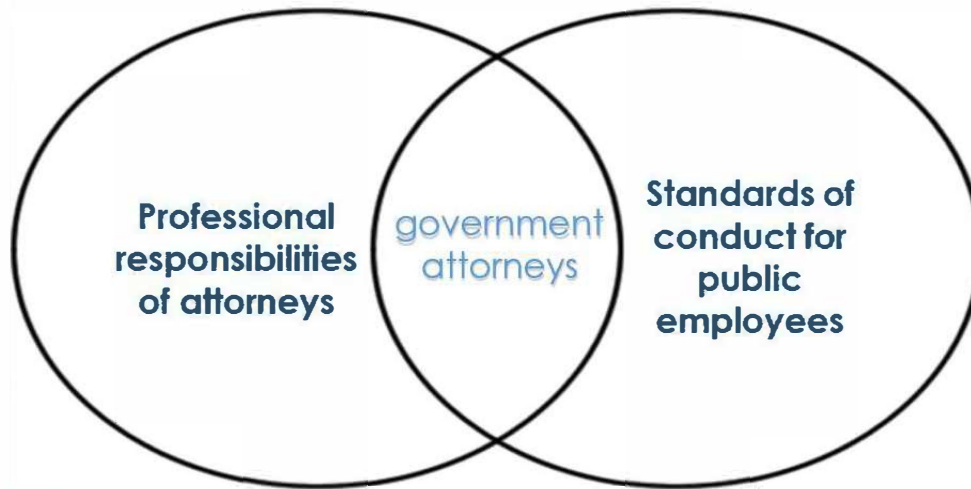 Professional
responsibilities
of attorneys
government
attorneys
Standards of
conduct for
public
employees